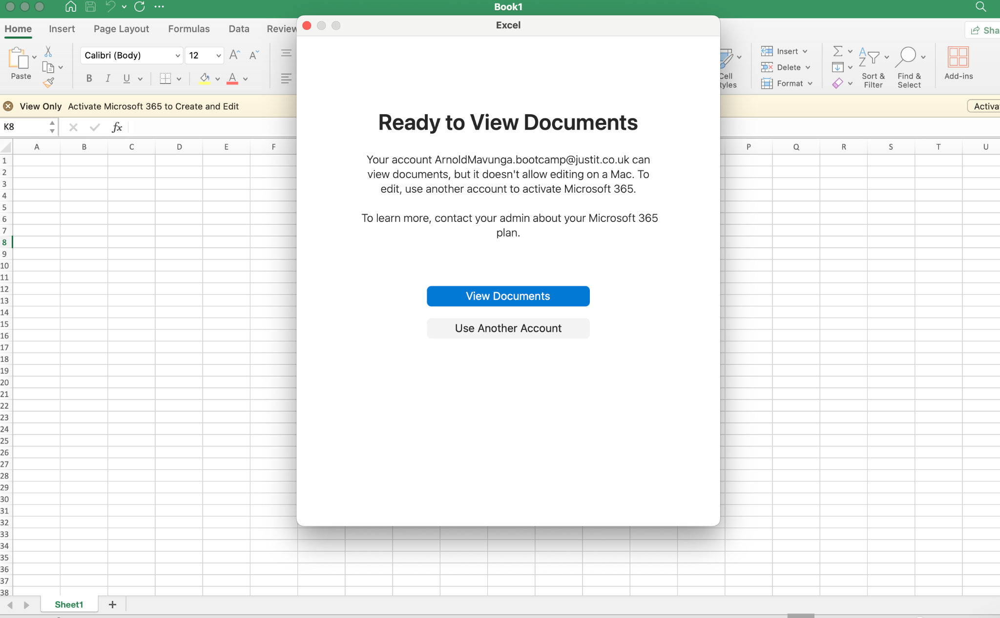 Book1
Home Insert Page Layout Formulas Data Review
Excel
Sha
Calibri (Body) 12
Paste
B I U A
Cell
tyles
Insert
Delete
Format
Sort &
Filter
Find &
Select
Add-ins
View Only Activate Microsoft 365 to Create and Edit
Activa
K8
fx
A B C D E F P Q R S T U
Ready to View Documents
Your account ArnoldMavunga.bootcamp@justit.co.uk can
view documents, but it doesn't allow editing on a Mac. To
edit, use another account to activate Microsoft 365.
To learn more, contact your admin about your Microsoft 365
plan.
View Documents
Use Another Account
1
2
3
4
5
6
7
8
9
10
11
12
13
14
15
16
17
18
19
20
21
22
23
24
25
26
27
28
29
30
31
32
33
34
35
36
37
38
Sheet1